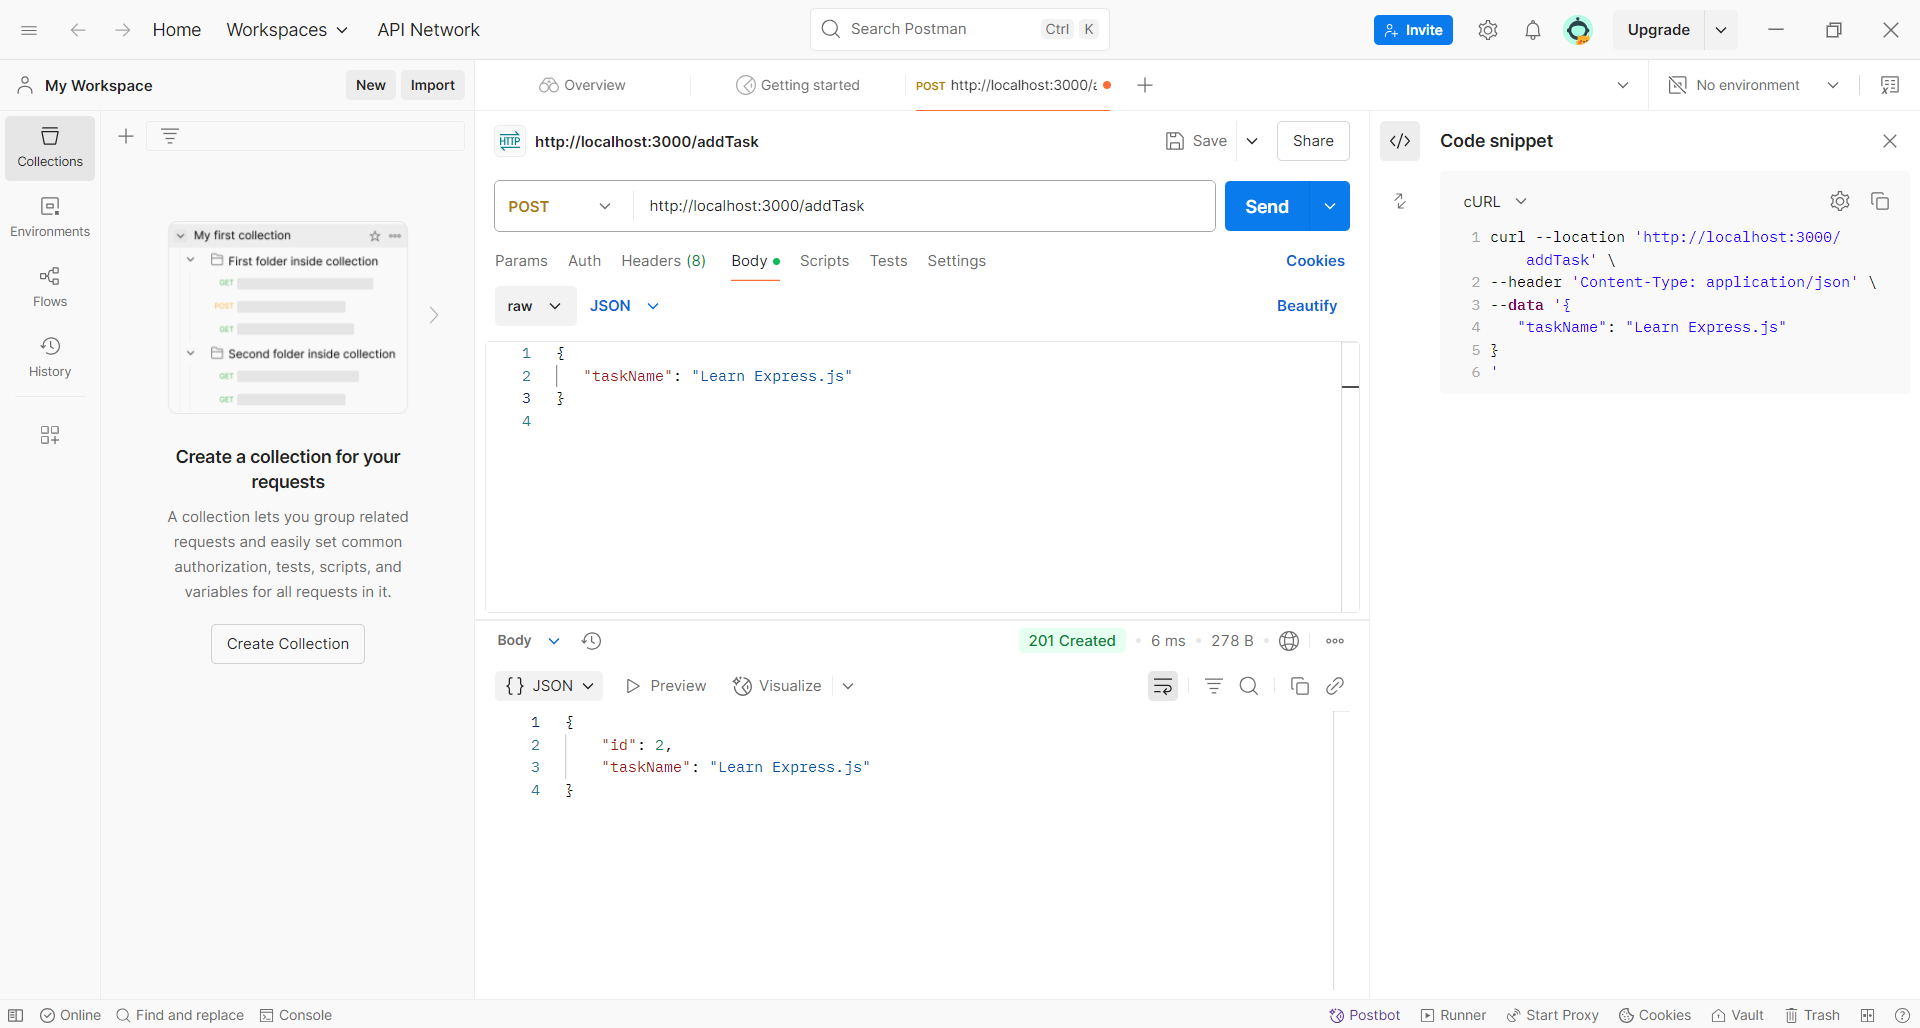 Home Workspaces API Network Search Postman Ctrl K Invite Upgrade
My Workspace New Import Overview Getting started POST http://localhost:3000/a No environment
Collections
Environments
Flows
History
My first collection
First folder inside collection
GET
POST
GET
Second folder inside collection
GET
GET
Create a collection for your
requests
A collection lets you group related
requests and easily set common
authorization, tests, scripts, and
variables for all requests in it.
Create Collection
HTTP http://localhost:3000/addTask Save Share
POST http://localhost:3000/addTask Send
Params Auth Headers (8) Body Scripts Tests Settings Cookies
raw JSON Beautify
1 {
2 "taskName": "Learn Express.js"
3 }
4
Body 201 Created 6 ms 278 B
{} JSON Preview Visualize
1 {
2 "id": 2,
3 "taskName": "Learn Express.js"
4 }
Code snippet
cURL
1 curl --location 'http://localhost:3000/
addTask' \
2 --header 'Content-Type: application/json' \
3 --data '{
4 "taskName": "Learn Express.js"
5 }
6 '
Online Find and replace Console Postbot Runner Start Proxy Cookies Vault Trash